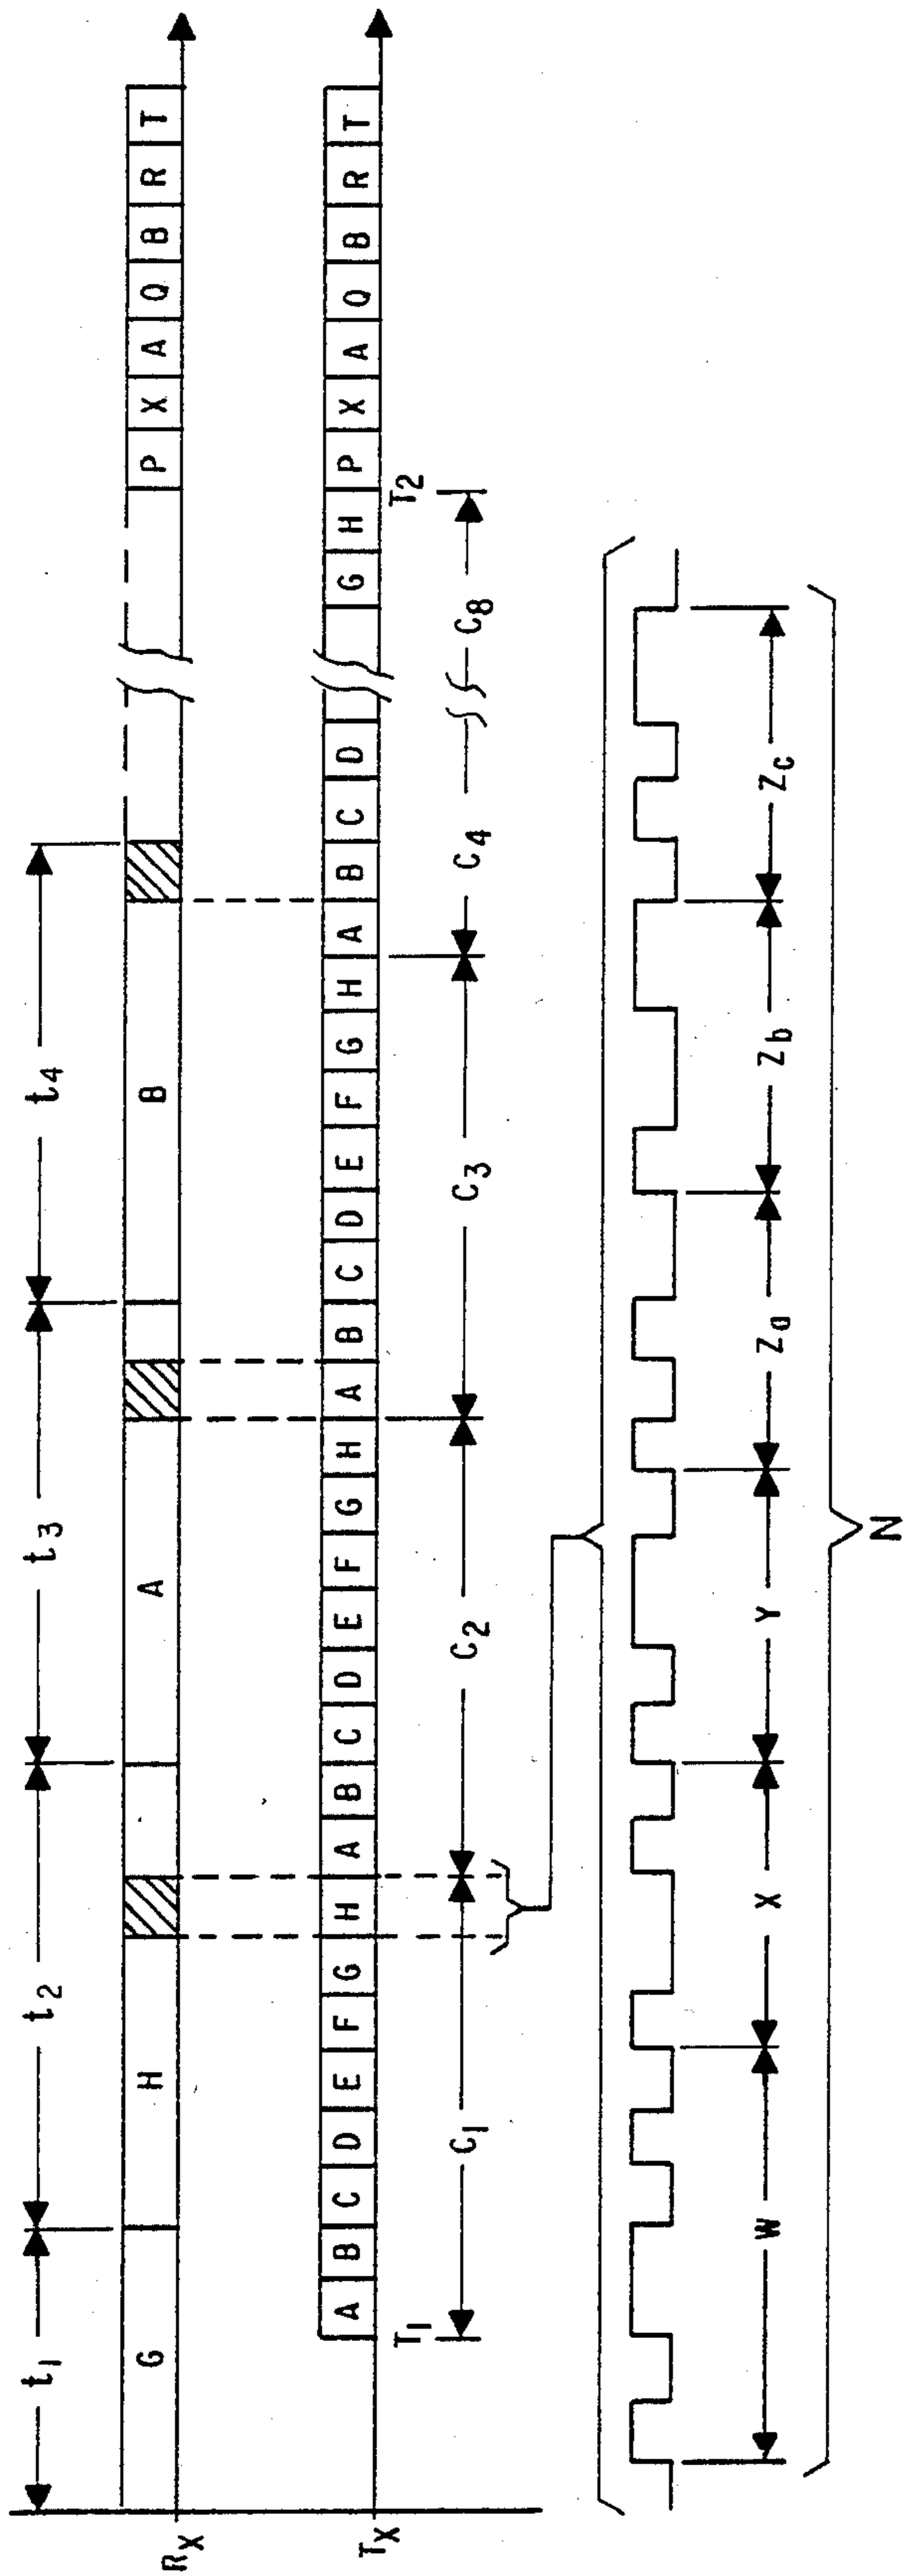 t1 t2 t3 t4
RX G H A B P X A Q B R T
TX A B C D E F G H A B C D E F G H A B C D E F G H A B C D G H P X A Q B R T
T1 T2
C1 C2 C3 C4 C8
W X Y Za Zb Zc
N